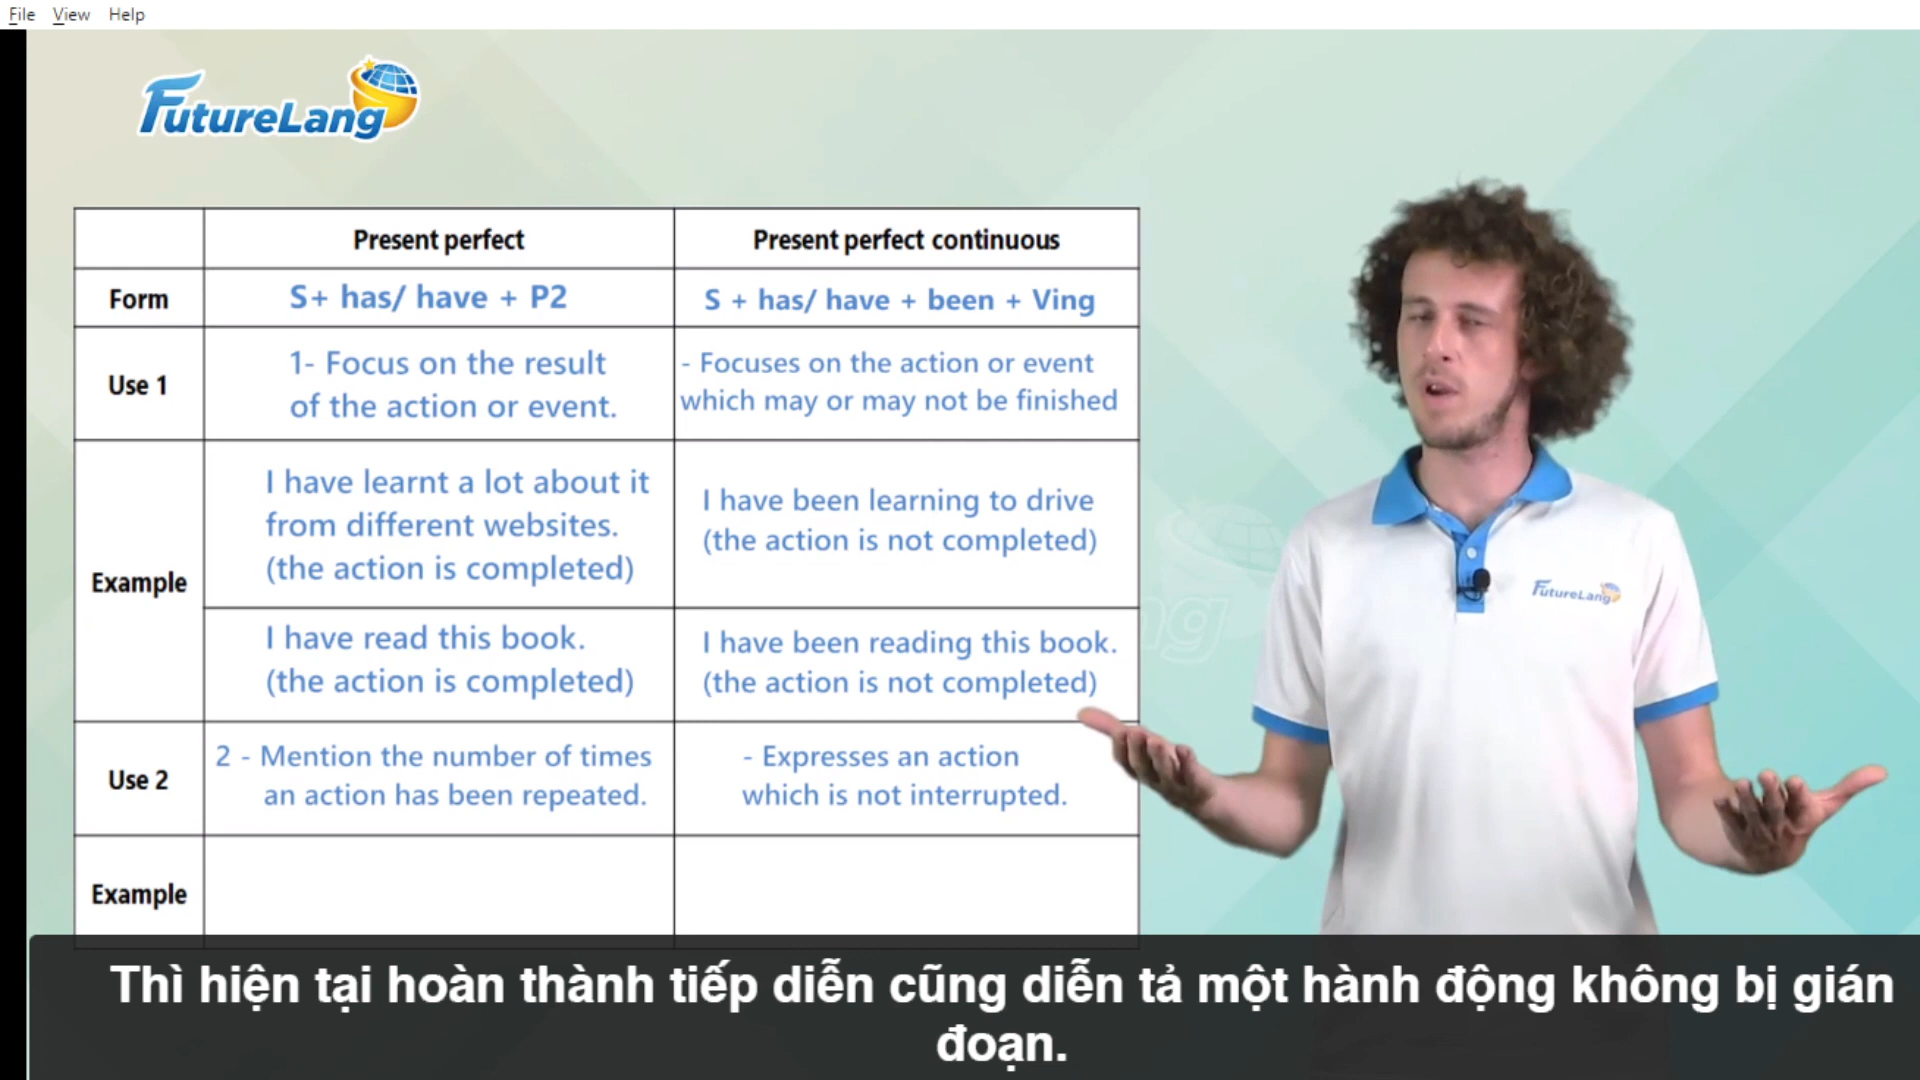 File View Help
FutureLang
Present perfect
Present perfect continuous
Form
S+ has/ have + P2
S + has/ have + been + Ving
Use 1
1- Focus on the result
of the action or event.
- Focuses on the action or event
which may or may not be finished
Example
I have learnt a lot about it
from different websites.
(the action is completed)
I have been learning to drive
(the action is not completed)
I have read this book.
(the action is completed)
I have been reading this book.
(the action is not completed)
Use 2
2 - Mention the number of times
an action has been repeated.
- Expresses an action
which is not interrupted.
Example
FutureLang
ng
Thì hiện tại hoàn thành tiếp diễn cũng diễn tả một hành động không bị gián
đoạn.